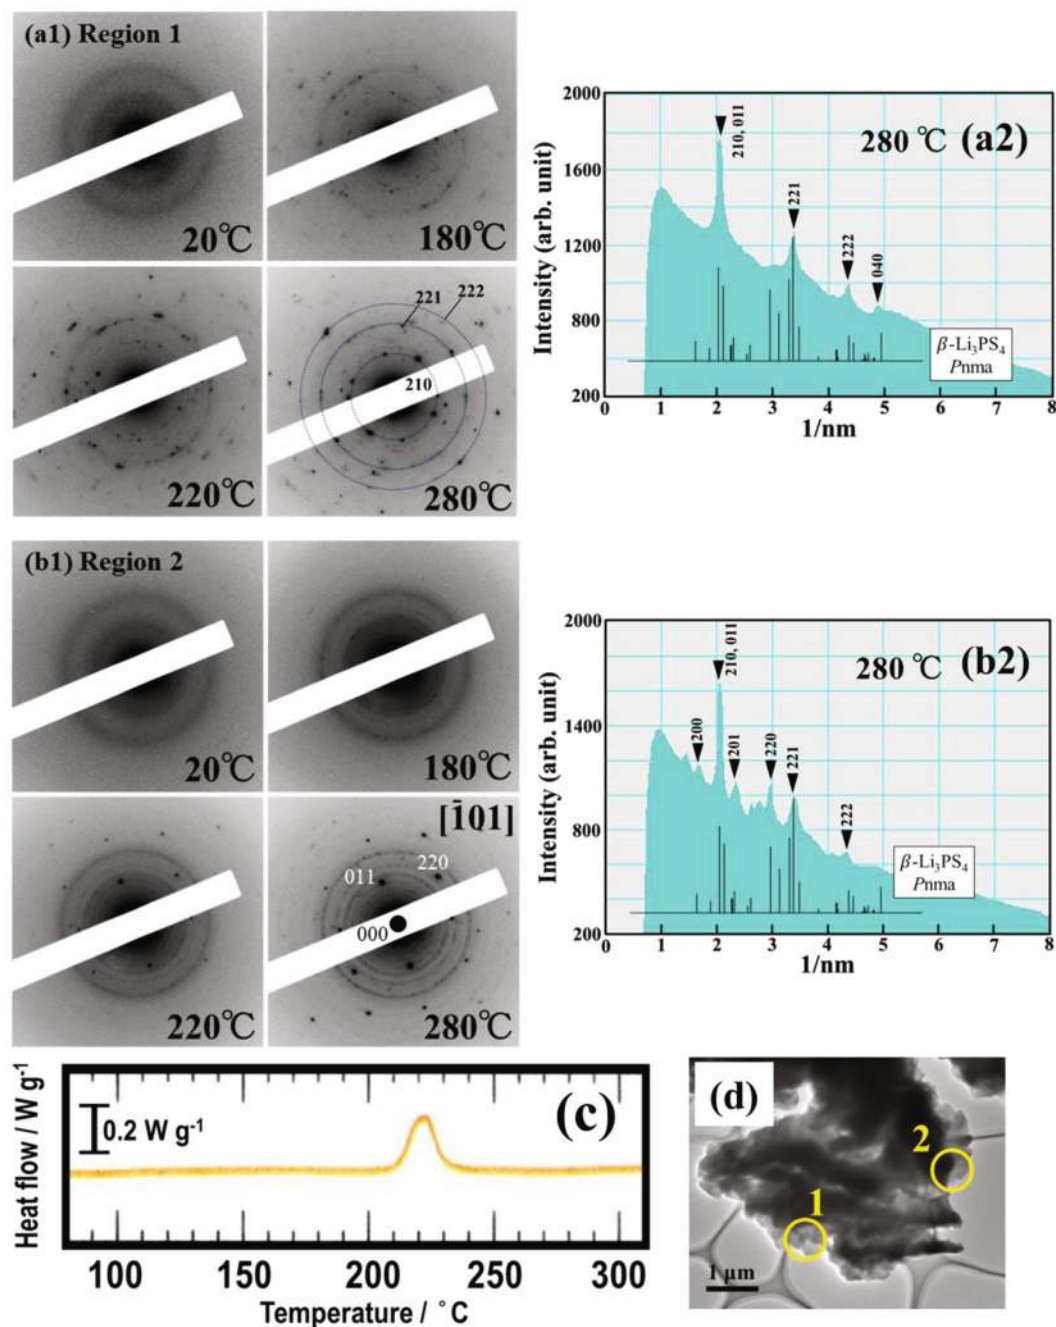 (a1) Region 1
20℃
180℃
220℃
221
222
210
280℃
2000
1600
1200
800
200
Intensity (arb. unit)
280 ℃ (a2)
210, 011
221
222
040
β-Li₃PS₄
Pnma
0 1 2 3 4 5 6 7 8
1/nm
(b1) Region 2
20℃
180℃
220℃
[1̄01]
011
220
000
280℃
2000
1400
800
200
Intensity (arb. unit)
280 ℃ (b2)
200
210, 011
201
220
221
222
β-Li₃PS₄
Pnma
0 1 2 3 4 5 6 7 8
1/nm
Heat flow / W g⁻¹
0.2 W g⁻¹
(c)
100 150 200 250 300
Temperature / °C
(d)
2
1
1 μm